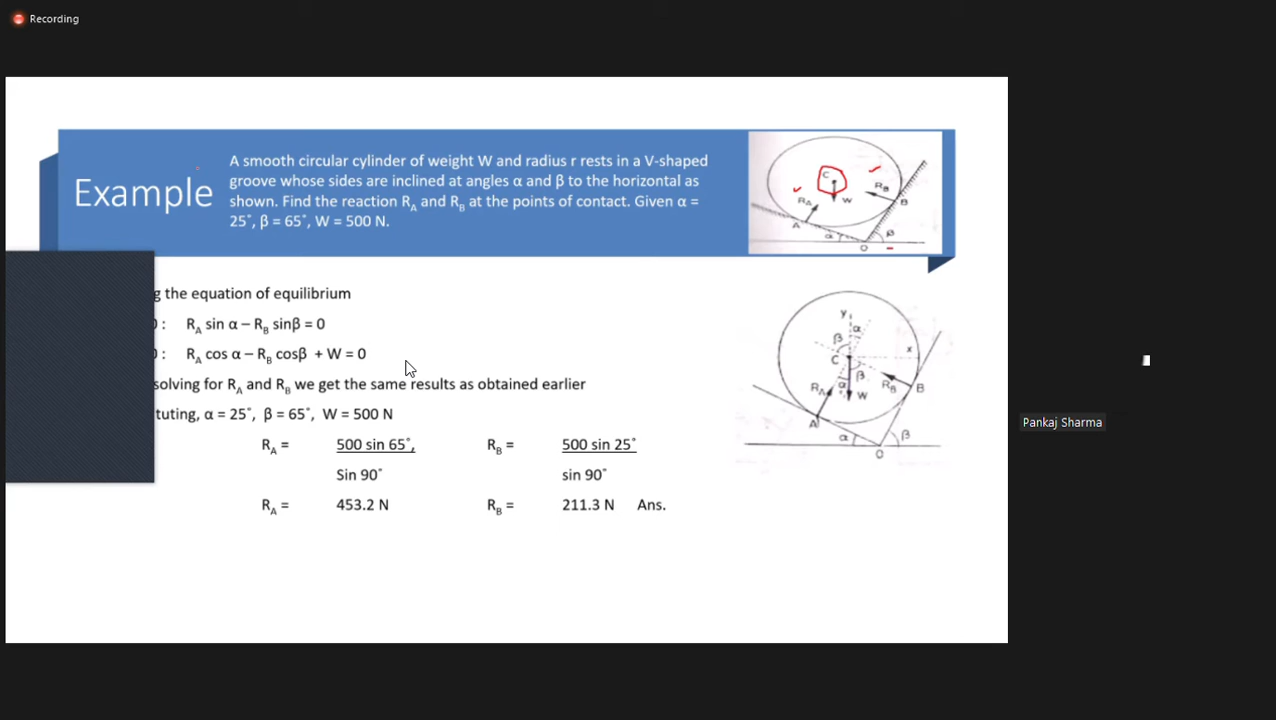 Recording
Example
A smooth circular cylinder of weight W and radius r rests in a V-shaped
groove whose sides are inclined at angles α and β to the horizontal as
shown. Find the reaction RA and RB at the points of contact. Given α =
25˚, β = 65˚, W = 500 N.
C
RA
W
RB
A
B
α
β
O
g the equation of equilibrium
: RA sin α – RB sinβ = 0
: RA cos α – RB cosβ + W = 0
solving for RA and RB we get the same results as obtained earlier
tuting, α = 25˚, β = 65˚, W = 500 N
RA = 500 sin 65˚, RB = 500 sin 25˚
Sin 90˚ sin 90˚
RA = 453.2 N RB = 211.3 N Ans.
y
α
β
x
C
β
RA
α
W
RB
B
A
α
β
O
Pankaj Sharma